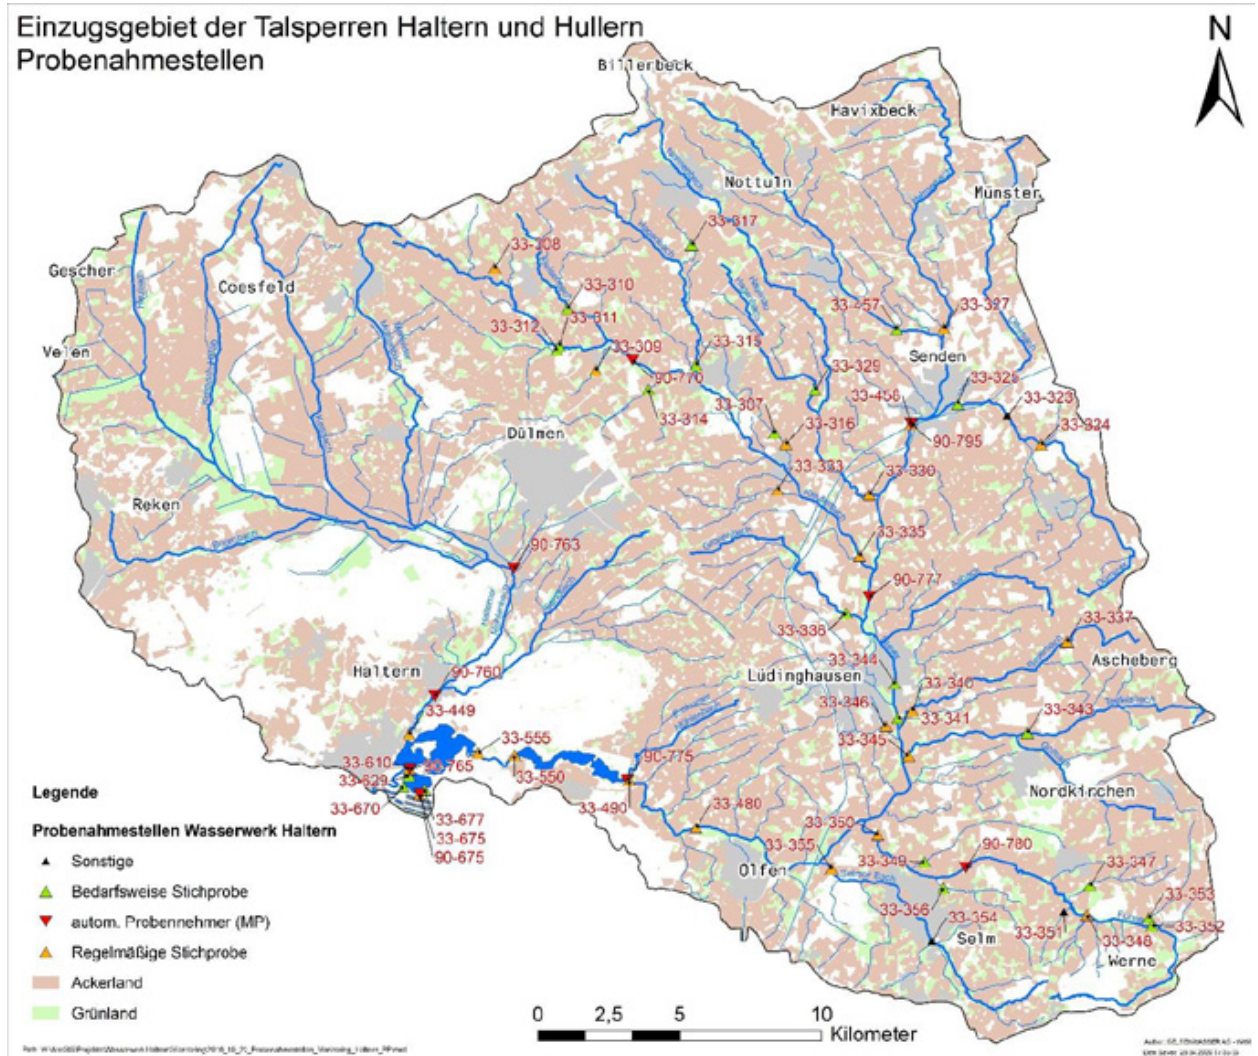 Einzugsgebiet der Talsperren Haltern und Hullern
Probenahmestellen
N
Billerbeck
Havixbeck
Nottuln
Münster
33-317
33-308
Gescher
Coesfeld
33-310
33-311
33-312
33-457
33-327
Velen
33-309
33-315
Senden
90-770
33-329
33-325
33-314
33-307
33-456
33-323
33-316
33-324
Dülmen
90-795
33-333
33-330
Reken
33-335
90-763
90-777
33-336
33-337
33-344
Ascheberg
Haltern
90-760
Lüdinghausen
33-340
33-449
33-346
33-341
33-343
33-555
33-345
33-610
90-765
90-775
33-629
33-550
Nordkirchen
33-670
33-490
33-480
33-677
33-350
33-675
33-355
90-780
90-675
33-349
33-347
Olfen
33-356
33-354
33-353
33-351
33-352
Selm
33-348
Werne
Legende
Probenahmestellen Wasserwerk Haltern
Sonstige
Bedarfsweise Stichprobe
autom. Probennehmer (MP)
Regelmäßige Stichprobe
Ackerland
Grünland
0 2,5 5 10
Kilometer